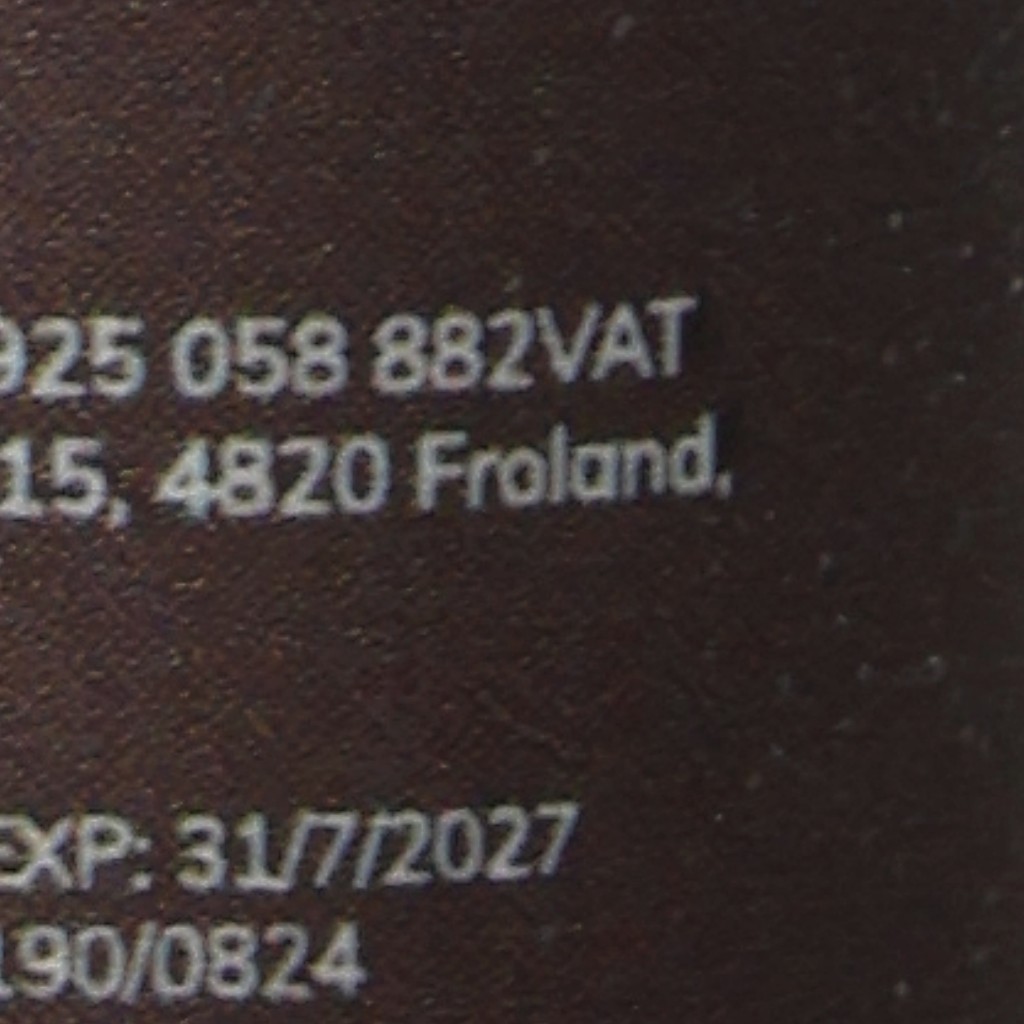 925 058 882VAT
15, 4820 Froland,
EXP: 31/7/2027
190/0824